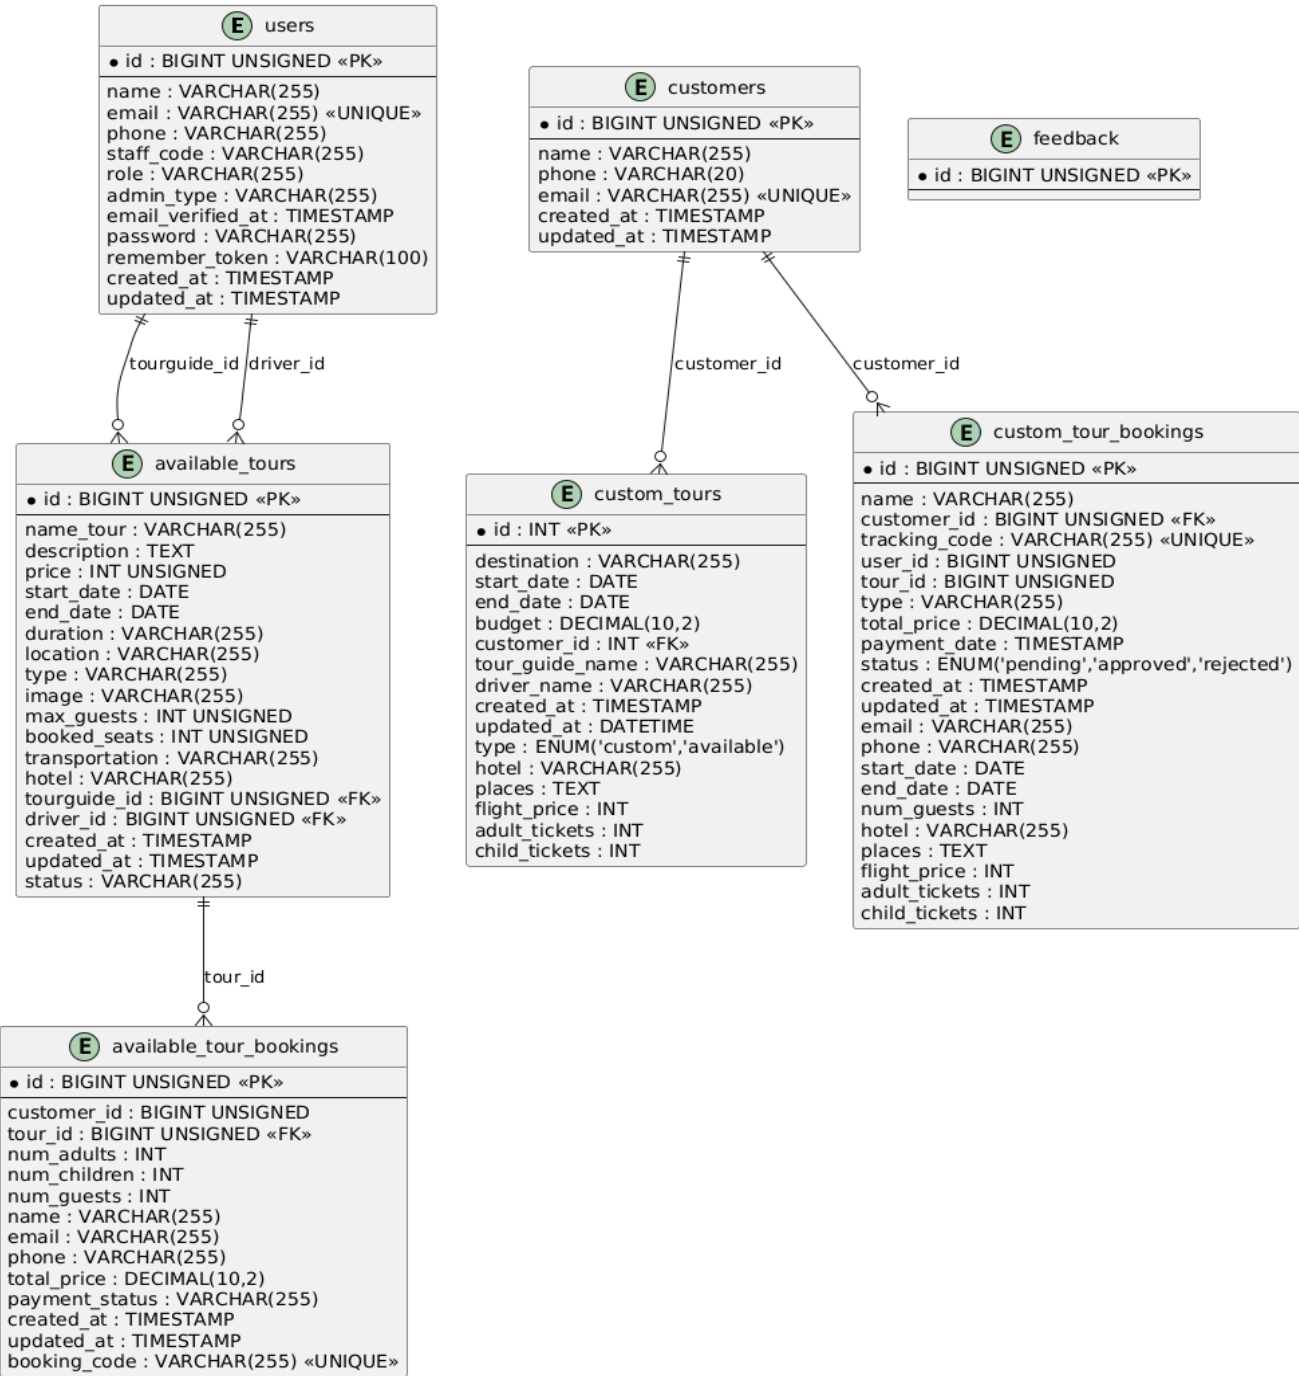 E users
id : BIGINT UNSIGNED «PK»
name : VARCHAR(255)
email : VARCHAR(255) «UNIQUE»
phone : VARCHAR(255)
staff_code : VARCHAR(255)
role : VARCHAR(255)
admin_type : VARCHAR(255)
email_verified_at : TIMESTAMP
password : VARCHAR(255)
remember_token : VARCHAR(100)
created_at : TIMESTAMP
updated_at : TIMESTAMP
E customers
id : BIGINT UNSIGNED «PK»
name : VARCHAR(255)
phone : VARCHAR(20)
email : VARCHAR(255) «UNIQUE»
created_at : TIMESTAMP
updated_at : TIMESTAMP
E feedback
id : BIGINT UNSIGNED «PK»
tourguide_id
driver_id
customer_id
customer_id
E available_tours
id : BIGINT UNSIGNED «PK»
name_tour : VARCHAR(255)
description : TEXT
price : INT UNSIGNED
start_date : DATE
end_date : DATE
duration : VARCHAR(255)
location : VARCHAR(255)
type : VARCHAR(255)
image : VARCHAR(255)
max_guests : INT UNSIGNED
booked_seats : INT UNSIGNED
transportation : VARCHAR(255)
hotel : VARCHAR(255)
tourguide_id : BIGINT UNSIGNED «FK»
driver_id : BIGINT UNSIGNED «FK»
created_at : TIMESTAMP
updated_at : TIMESTAMP
status : VARCHAR(255)
E custom_tours
id : INT «PK»
destination : VARCHAR(255)
start_date : DATE
end_date : DATE
budget : DECIMAL(10,2)
customer_id : INT «FK»
tour_guide_name : VARCHAR(255)
driver_name : VARCHAR(255)
created_at : TIMESTAMP
updated_at : DATETIME
type : ENUM('custom','available')
hotel : VARCHAR(255)
places : TEXT
flight_price : INT
adult_tickets : INT
child_tickets : INT
E custom_tour_bookings
id : BIGINT UNSIGNED «PK»
name : VARCHAR(255)
customer_id : BIGINT UNSIGNED «FK»
tracking_code : VARCHAR(255) «UNIQUE»
user_id : BIGINT UNSIGNED
tour_id : BIGINT UNSIGNED
type : VARCHAR(255)
total_price : DECIMAL(10,2)
payment_date : TIMESTAMP
status : ENUM('pending','approved','rejected')
created_at : TIMESTAMP
updated_at : TIMESTAMP
email : VARCHAR(255)
phone : VARCHAR(255)
start_date : DATE
end_date : DATE
num_guests : INT
hotel : VARCHAR(255)
places : TEXT
flight_price : INT
adult_tickets : INT
child_tickets : INT
tour_id
E available_tour_bookings
id : BIGINT UNSIGNED «PK»
customer_id : BIGINT UNSIGNED
tour_id : BIGINT UNSIGNED «FK»
num_adults : INT
num_children : INT
num_guests : INT
name : VARCHAR(255)
email : VARCHAR(255)
phone : VARCHAR(255)
total_price : DECIMAL(10,2)
payment_status : VARCHAR(255)
created_at : TIMESTAMP
updated_at : TIMESTAMP
booking_code : VARCHAR(255) «UNIQUE»